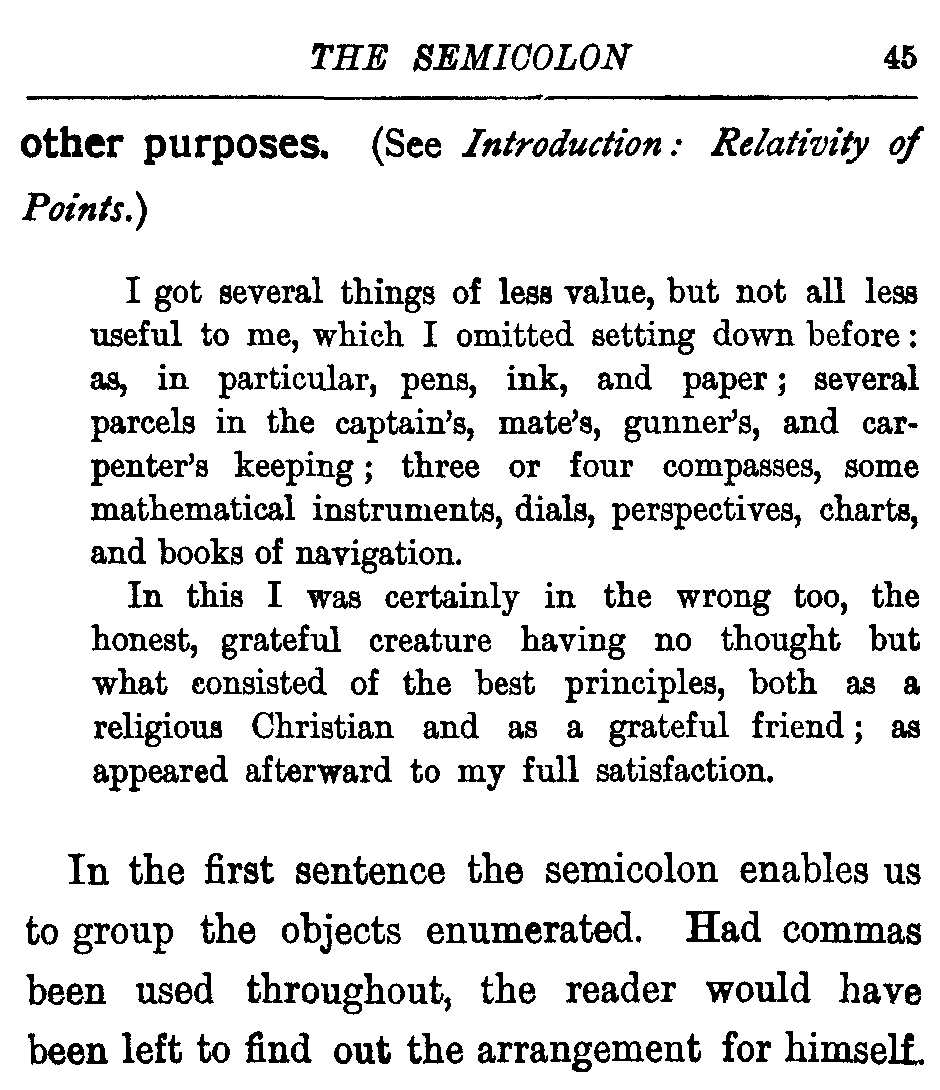 THE SEMICOLON 45
other purposes. (See Introduction: Relativity of
Points.)
I got several things of less value, but not all less
useful to me, which I omitted setting down before:
as, in particular, pens, ink, and paper; several
parcels in the captain's, mate's, gunner's, and car-
penter's keeping; three or four compasses, some
mathematical instruments, dials, perspectives, charts,
and books of navigation.
In this I was certainly in the wrong too, the
honest, grateful creature having no thought but
what consisted of the best principles, both as a
religious Christian and as a grateful friend; as
appeared afterward to my full satisfaction.
In the first sentence the semicolon enables us
to group the objects enumerated. Had commas
been used throughout, the reader would have
been left to find out the arrangement for himself.